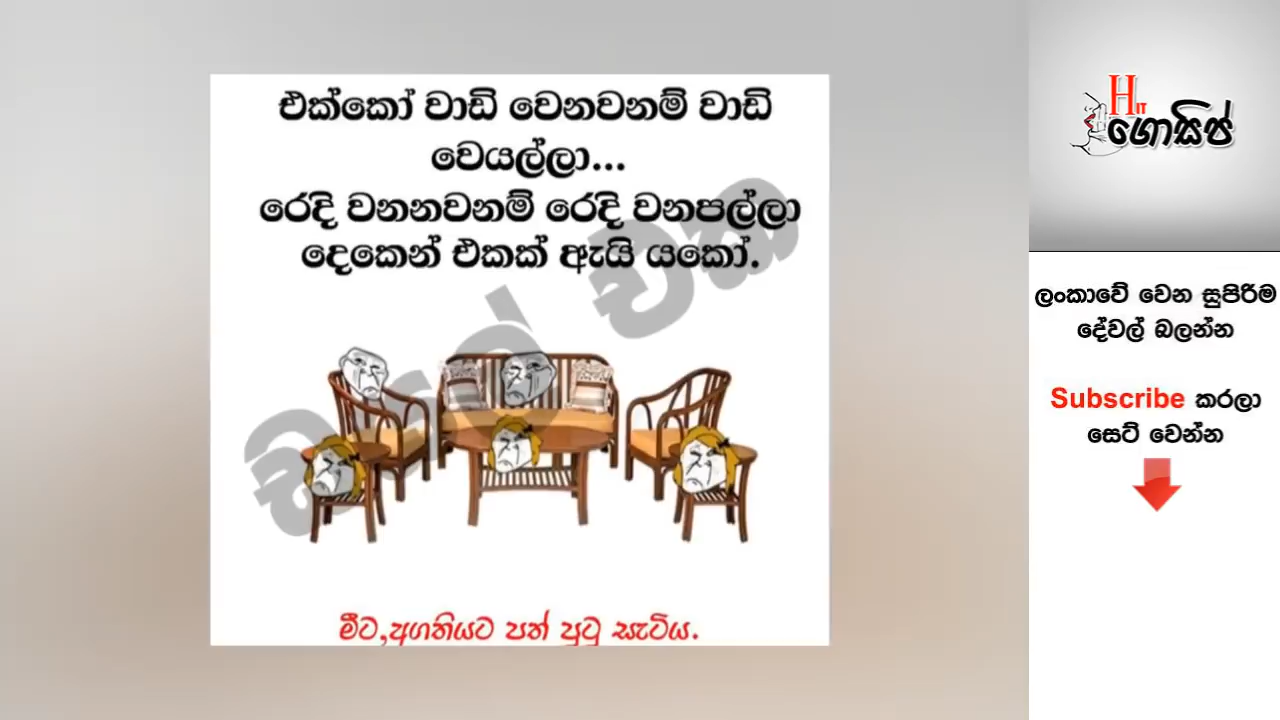 එක්කෝ වාඩි වෙනවනම් වාඩි
වෙයල්ලා...
රෙදි වනනවනම් රෙදි වනපල්ලා
දෙකෙන් එකක් ඇයි යකෝ.
මීට,අගතියට පත් පුටු සැටිය.
HIT
ගොසිප්
ලංකාවේ වෙන සුපිරිම
දේවල් බලන්න
Subscribe කරලා
සෙට් වෙන්න